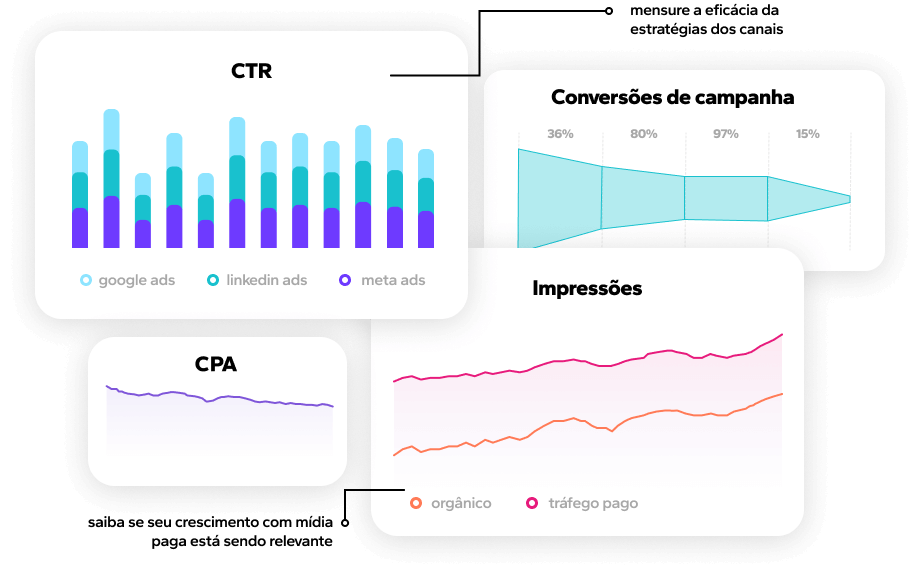 mensure a eficácia da
estratégias dos canais
CTR
google ads
linkedin ads
meta ads
Conversões de campanha
36%
80%
97%
15%
CPA
Impressões
orgânico
tráfego pago
saiba se seu crescimento com mídia
paga está sendo relevante